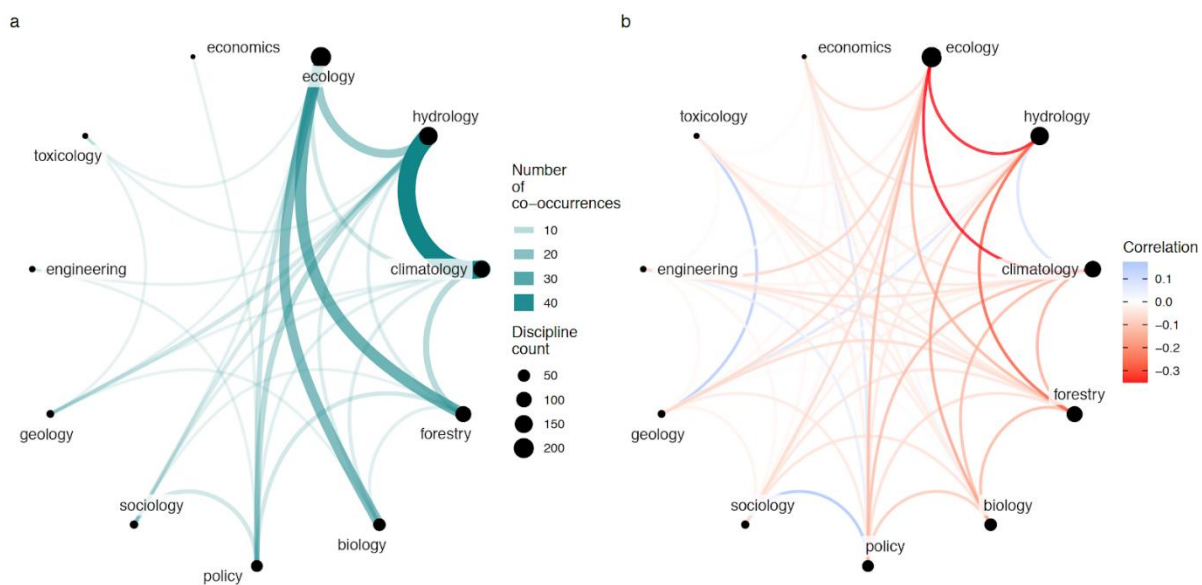 a
economics
ecology
hydrology
toxicology
climatology
engineering
geology
forestry
sociology
biology
policy
Number
of
co-occurrences
10
20
30
40
Discipline
count
50
100
150
200
b
economics
ecology
toxicology
hydrology
engineering
climatology
forestry
geology
sociology
biology
policy
Correlation
0.1
0.0
−0.1
−0.2
−0.3